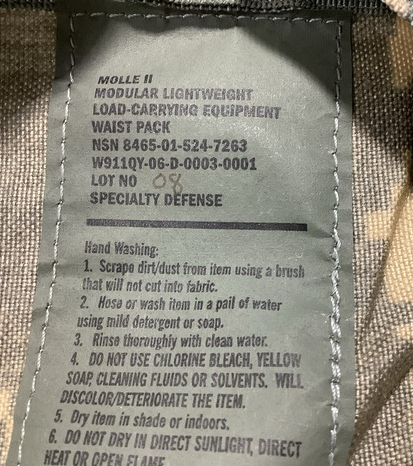 MOLLE II
MODULAR LIGHTWEIGHT
LOAD-CARRYING EQUIPMENT
WAIST PACK
NSN 8465-01-524-7263
W911QY-06-D-0003-0001
LOT NO 08
SPECIALTY DEFENSE
Hand Washing:
1. Scrape dirt/dust from item using a brush
that will not cut into fabric.
2. Hose or wash item in a pail of water
using mild detergent or soap.
3. Rinse thoroughly with clean water.
4. DO NOT USE CHLORINE BLEACH, YELLOW
SOAP, CLEANING FLUIDS OR SOLVENTS. WILL
DISCOLOR/DETERIORATE THE ITEM.
5. Dry item in shade or indoors.
6. DO NOT DRY IN DIRECT SUNLIGHT, DIRECT
HEAT OR OPEN FLAME